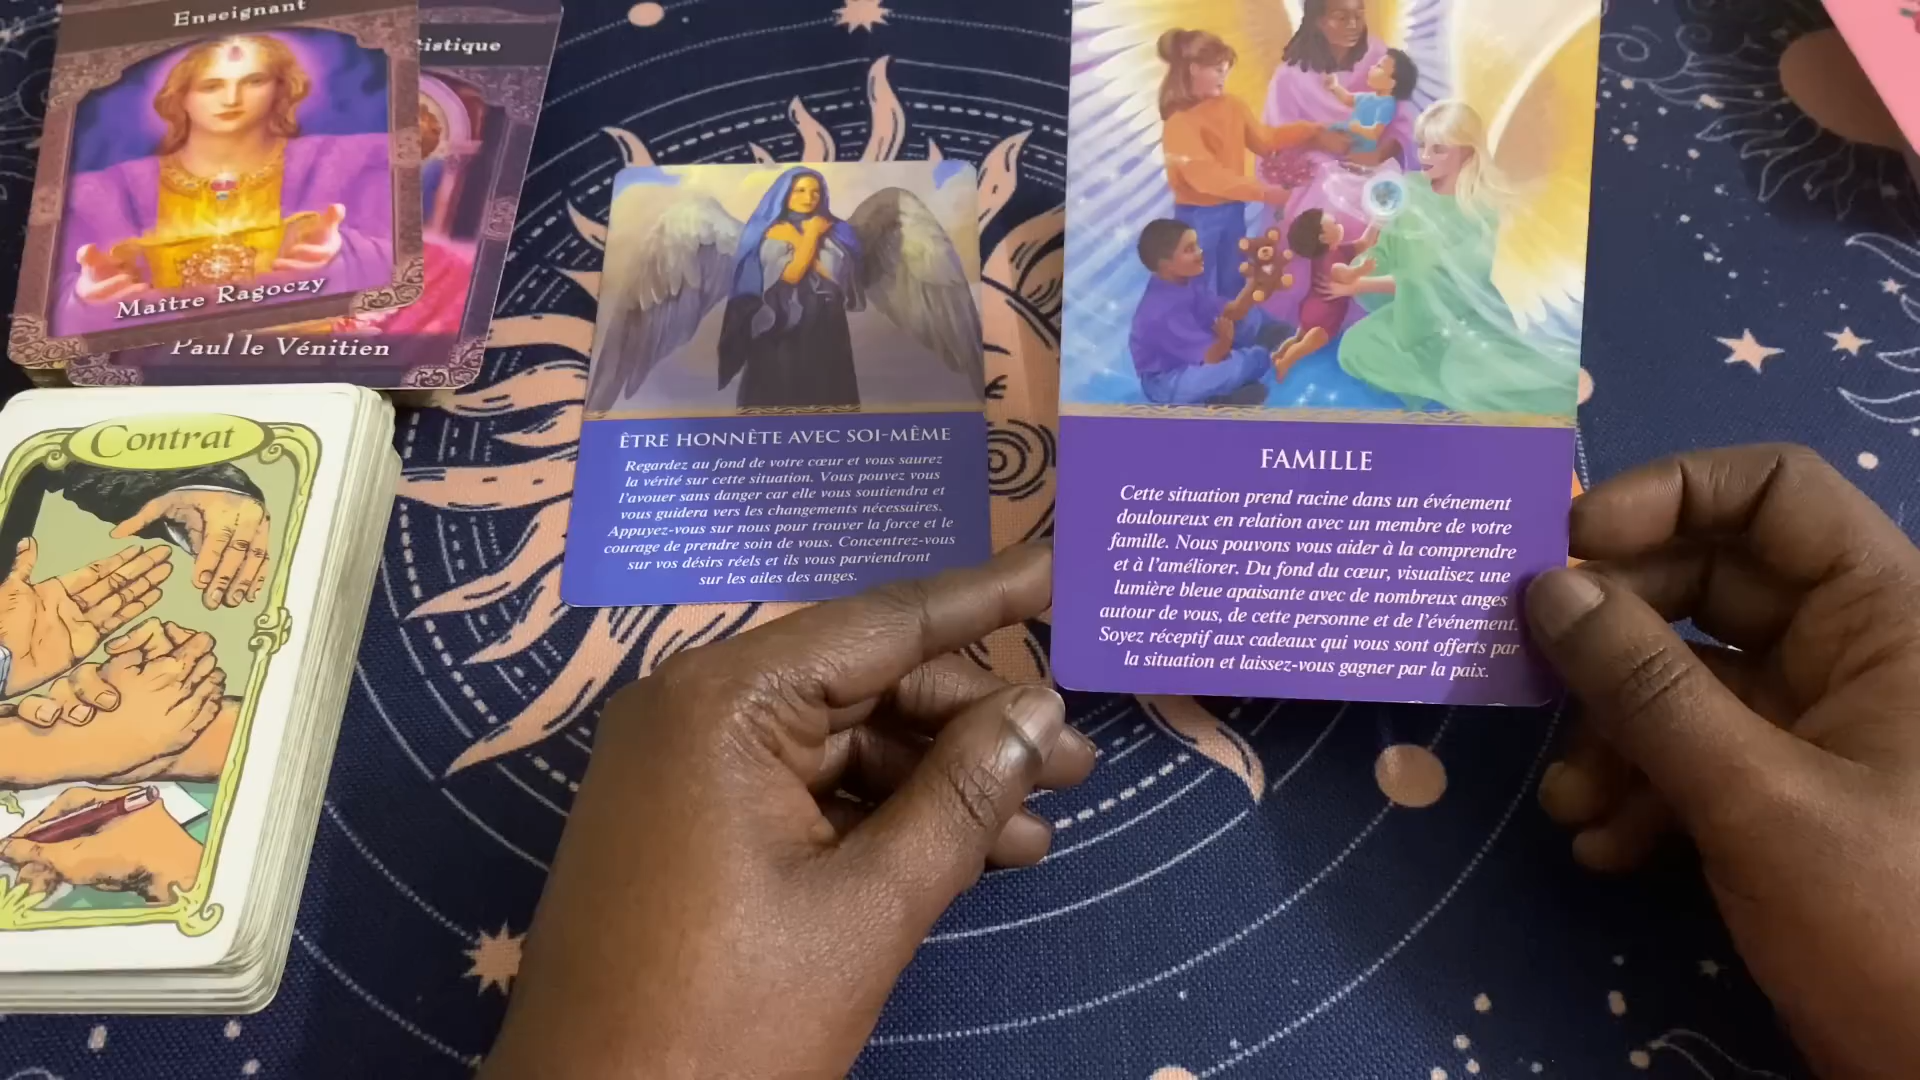 Enseignant
Maître Ragoczy
Paul le Vénitien
Contrat
ÊTRE HONNÊTE AVEC SOI-MÊME
Regardez au fond de votre cœur et vous saurez
la vérité sur cette situation. Vous pouvez vous
l'avouer sans danger car elle vous soutiendra et
vous guidera vers les changements nécessaires.
Appuyez-vous sur nous pour trouver la force et le
courage de prendre soin de vous. Concentrez-vous
sur vos désirs réels et ils vous parviendront
sur les ailes des anges.
FAMILLE
Cette situation prend racine dans un événement
douloureux en relation avec un membre de votre
famille. Nous pouvons vous aider à la comprendre
et à l'améliorer. Du fond du cœur, visualisez une
lumière bleue apaisante avec de nombreux anges
autour de vous, de cette personne et de l'événement.
Soyez réceptif aux cadeaux qui vous sont offerts par
la situation et laissez-vous gagner par la paix.